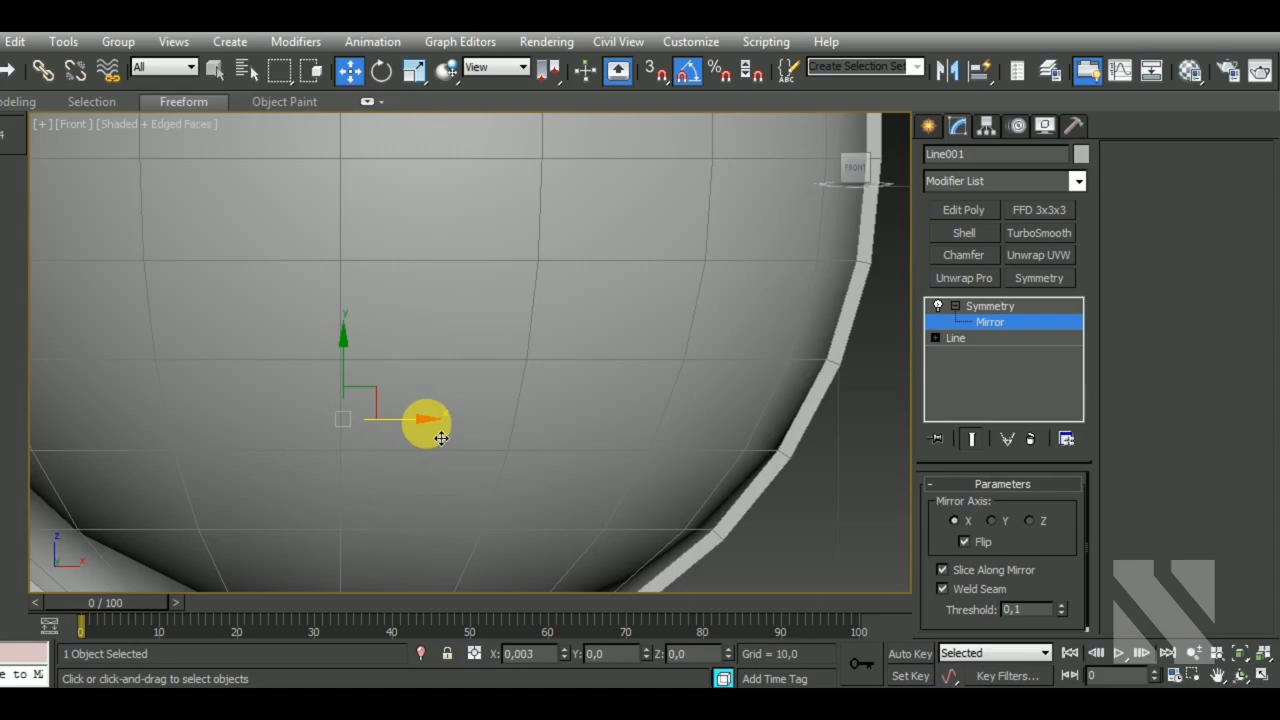 Edit Tools Group Views Create Modifiers Animation Graph Editors Rendering Civil View Customize Scripting Help
All View 3 % ABC Create Selection Set
odeling Selection Freeform Object Paint
[+] [Front] [Shaded + Edged Faces]
Line001
FRONT
Modifier List
y
Edit Poly FFD 3x3x3
Shell TurboSmooth
Chamfer Unwrap UVW
Unwrap Pro Symmetry
Symmetry
Mirror
Line
Parameters
Mirror Axis:
X Y Z
Flip
z
x
Slice Along Mirror
Weld Seam
Threshold: 0,1
< 0 / 100 >
0 10 20 30 40 50 60 70 80 90 100
1 Object Selected X: 0,003 Y: 0,0 Z: 0,0 Grid = 10,0 Auto Key Selected
e to Click or click-and-drag to select objects Add Time Tag Set Key Key Filters... 0